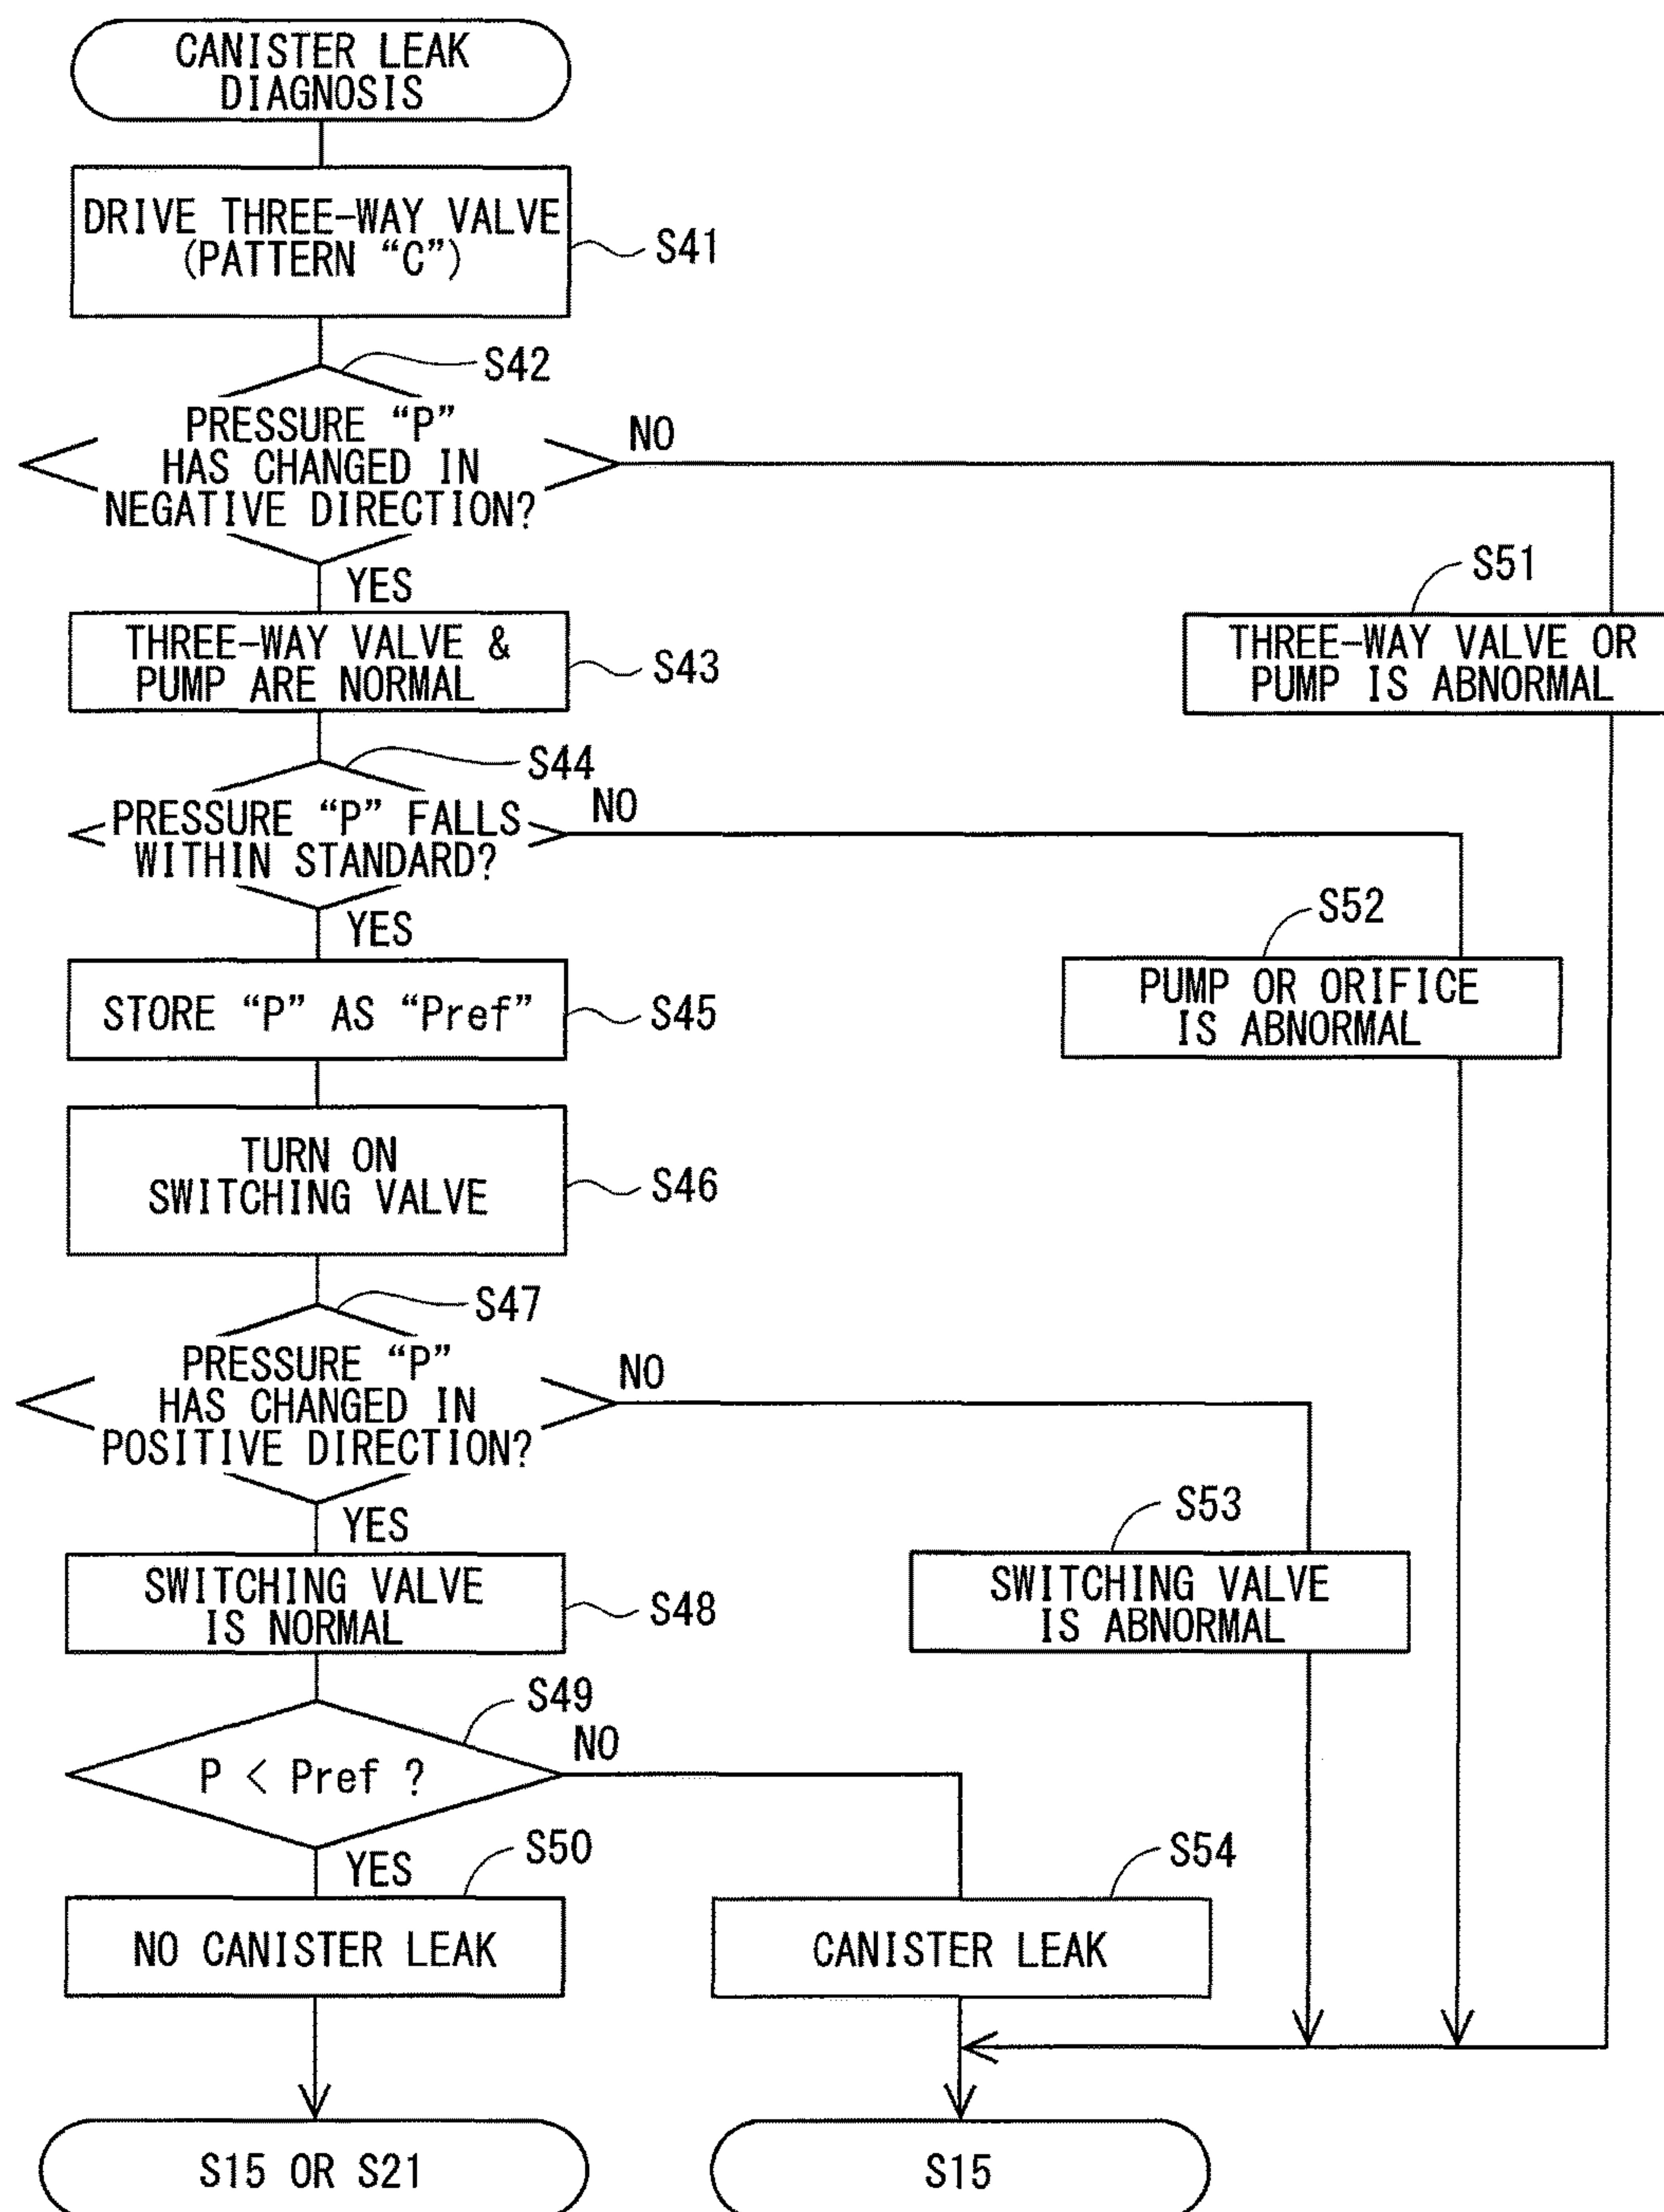 CANISTER LEAK
DIAGNOSIS
DRIVE THREE-WAY VALVE
(PATTERN “C”)
S41
S42
PRESSURE “P”
HAS CHANGED IN
NEGATIVE DIRECTION?
NO
YES
S51
THREE-WAY VALVE &
PUMP ARE NORMAL
S43
THREE-WAY VALVE OR
PUMP IS ABNORMAL
S44
PRESSURE “P” FALLS
WITHIN STANDARD?
NO
YES
S52
STORE “P” AS “Pref”
S45
PUMP OR ORIFICE
IS ABNORMAL
TURN ON
SWITCHING VALVE
S46
S47
PRESSURE “P”
HAS CHANGED IN
POSITIVE DIRECTION?
NO
YES
S53
SWITCHING VALVE
IS NORMAL
S48
SWITCHING VALVE
IS ABNORMAL
S49
P < Pref ?
NO
YES
S50
S54
NO CANISTER LEAK
CANISTER LEAK
S15 OR S21
S15